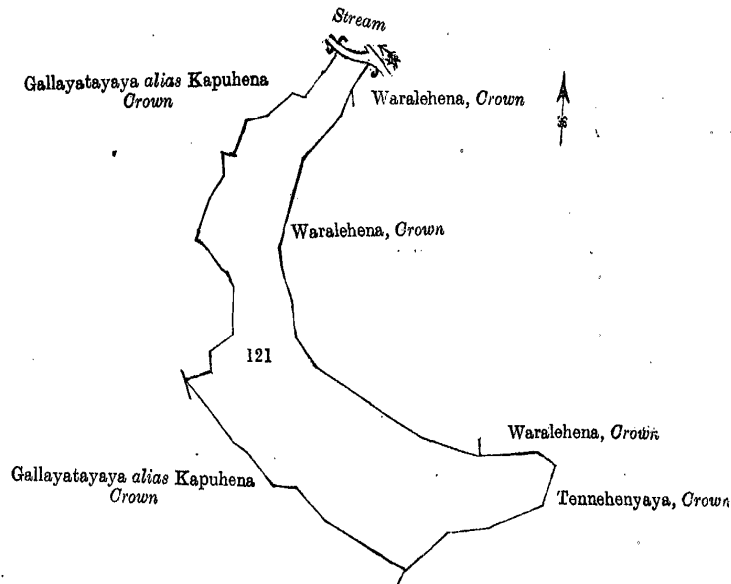 Stream
Gallayatayaya alias Kapuhena
Crown
Waralehena, Crown
Waralehena, Crown
121
Waralehena, Crown
Gallayatayaya alias Kapuhena
Crown
Tennehenyaya, Crown